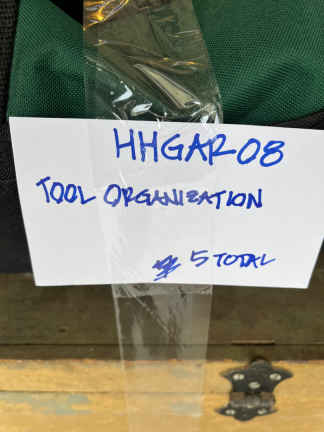 HHGAR08
TOOL ORGANIZATION
5 TOTAL